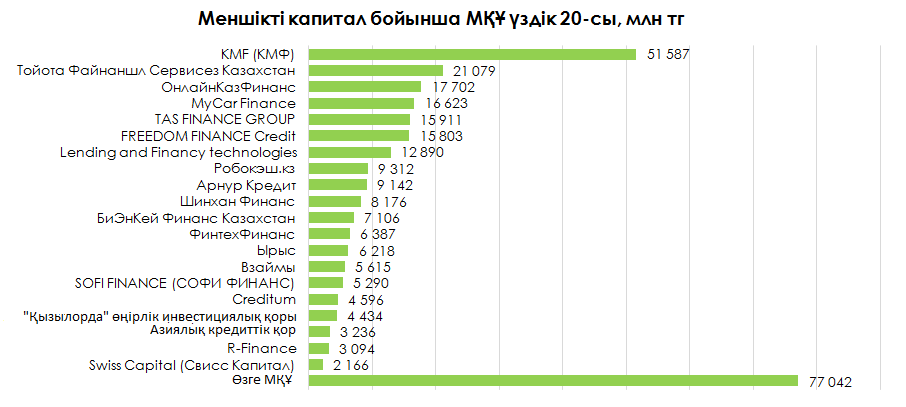 Меншікті капитал бойынша МҚҰ үздік 20-сы, млн тг
KMF (КМФ) 51 587
Тойота Файнаншл Сервисез Казахстан 21 079
ОнлайнКазФинанс 17 702
MyCar Finance 16 623
TAS FINANCE GROUP 15 911
FREEDOM FINANCE Credit 15 803
Lending and Financy technologies 12 890
Робокэш.кз 9 312
Арнур Кредит 9 142
Шинхан Финанс 8 176
БиЭнКей Финанс Казахстан 7 106
ФинтехФинанс 6 387
Ырыс 6 218
Взаймы 5 615
SOFI FINANCE (СОФИ ФИНАНС) 5 290
Creditum 4 596
"Қызылорда" өңірлік инвестициялық қоры 4 434
Азиялық кредиттік қор 3 236
R-Finance 3 094
Swiss Capital (Свисс Капитал) 2 166
Өзге МҚҰ 77 042